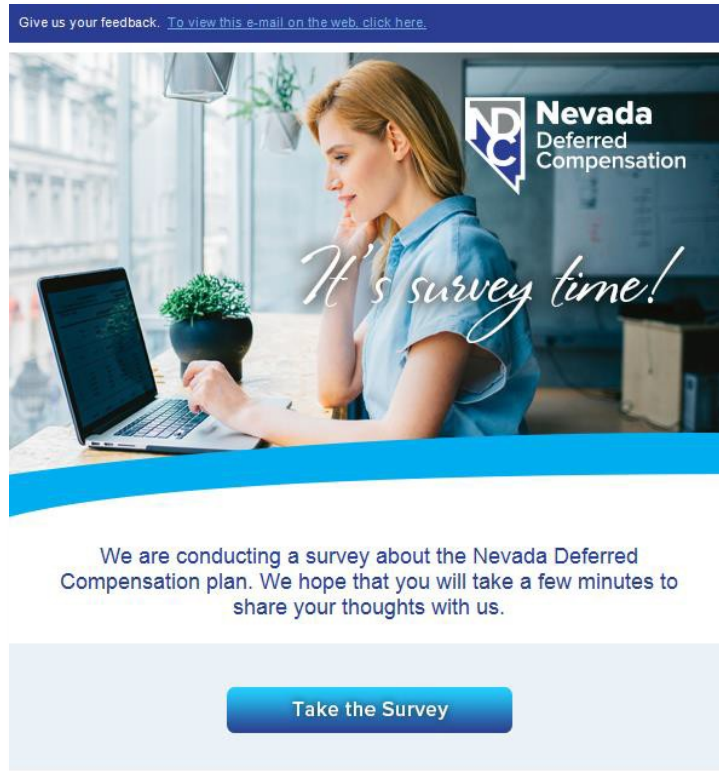 Give us your feedback. To view this e-mail on the web, click here.
NDC
Nevada
Deferred
Compensation
It's survey time!
We are conducting a survey about the Nevada Deferred
Compensation plan. We hope that you will take a few minutes to
share your thoughts with us.
Take the Survey